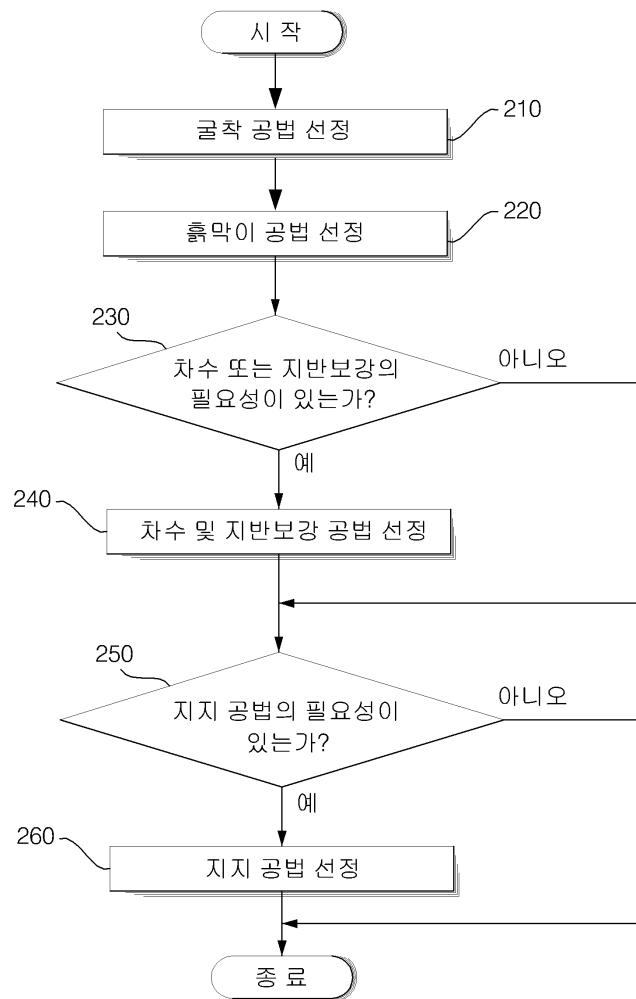 시 작
굴착 공법 선정
210
흙막이 공법 선정
220
230
차수 또는 지반보강의
필요성이 있는가?
아니오
예
240
차수 및 지반보강 공법 선정
250
지지 공법의 필요성이
있는가?
아니오
예
260
지지 공법 선정
종 료